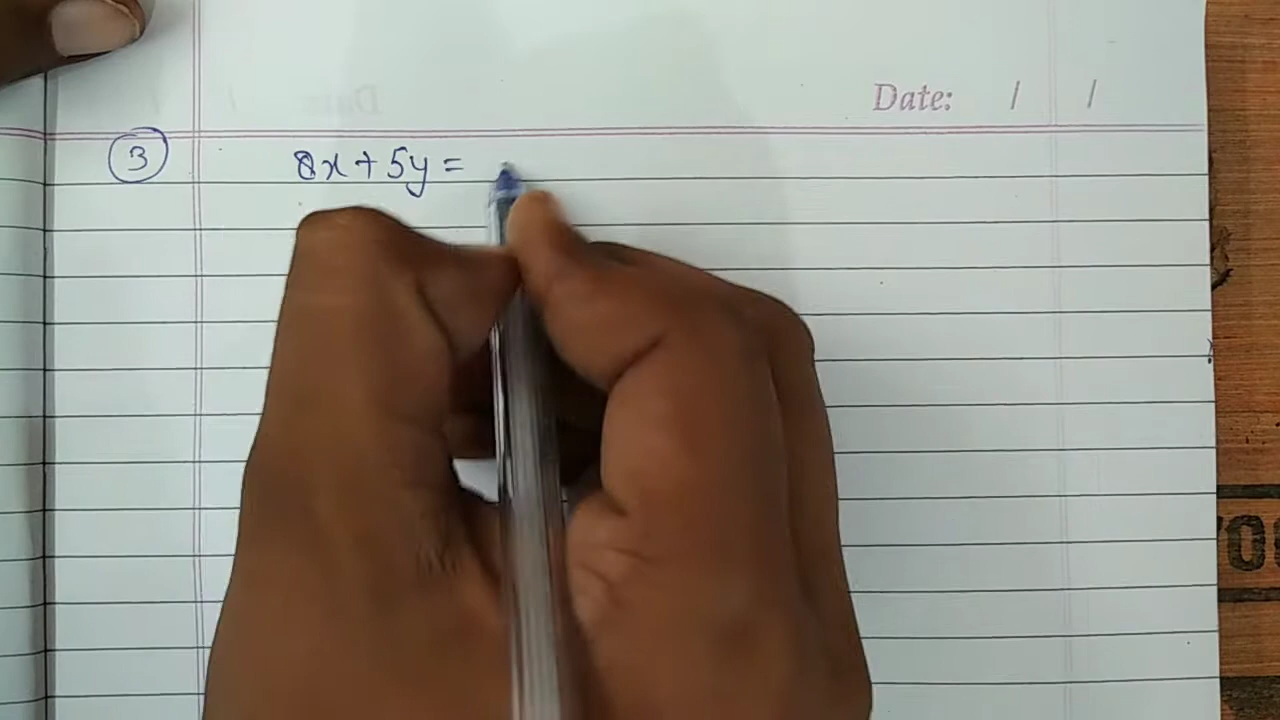 Date: / /
3 8x + 5y =